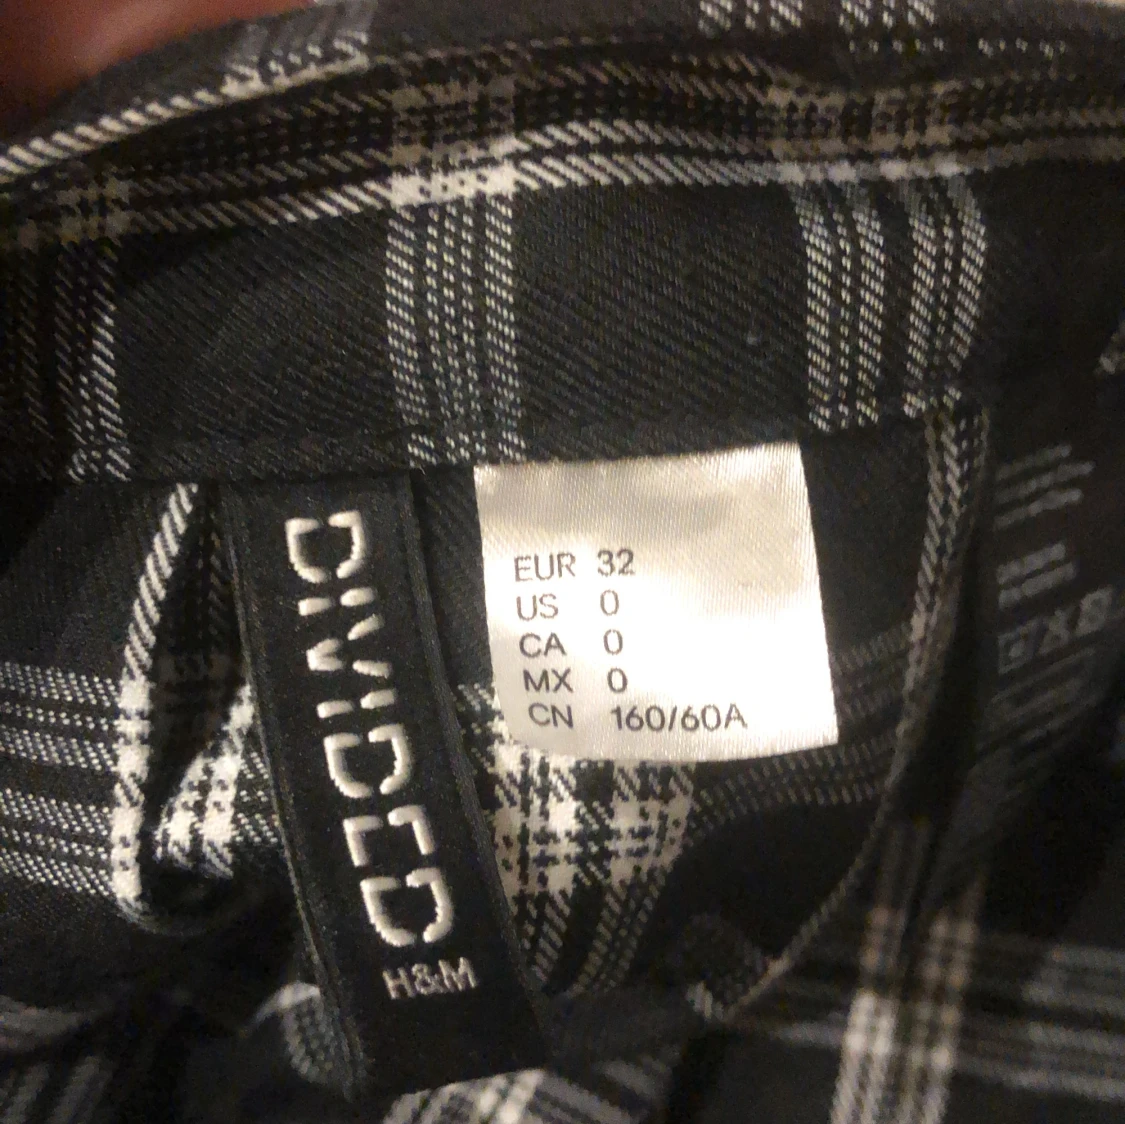 DIVIDED
H&M
EUR 32
US 0
CA 0
MX 0
CN 160/60A